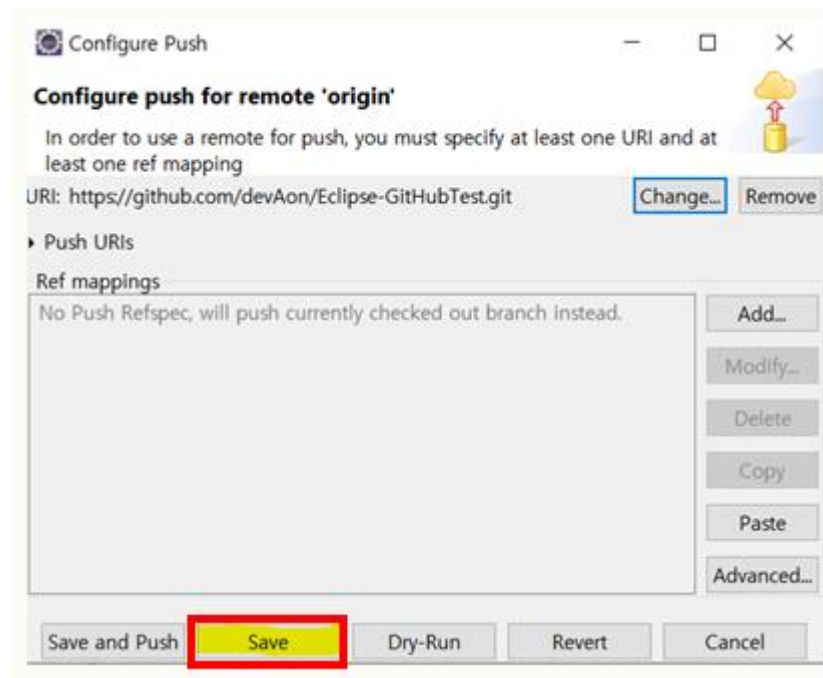 Configure Push
Configure push for remote 'origin'
In order to use a remote for push, you must specify at least one URI and at
least one ref mapping
URI: https://github.com/devAon/Eclipse-GitHubTest.git
Change...
Remove
Push URIs
Ref mappings
No Push Refspec, will push currently checked out branch instead.
Add...
Modify...
Delete
Copy
Paste
Advanced...
Save and Push
Save
Dry-Run
Revert
Cancel